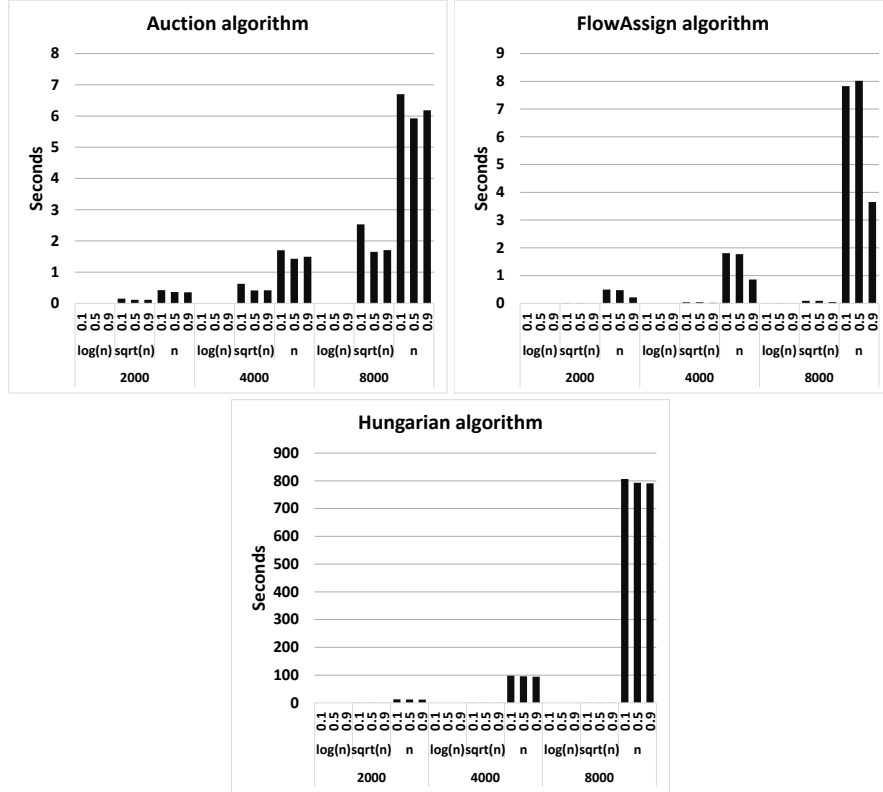 Auction algorithm
8
7
6
5
4
3
2
1
0
Seconds
0.1 0.5 0.9 0.1 0.5 0.9 0.1 0.5 0.9 0.1 0.5 0.9 0.1 0.5 0.9 0.1 0.5 0.9 0.1 0.5 0.9 0.1 0.5 0.9 0.1 0.5 0.9
log(n) sqrt(n) n log(n) sqrt(n) n log(n) sqrt(n) n
2000 4000 8000
FlowAssign algorithm
9
8
7
6
5
4
3
2
1
0
Seconds
0.1 0.5 0.9 0.1 0.5 0.9 0.1 0.5 0.9 0.1 0.5 0.9 0.1 0.5 0.9 0.1 0.5 0.9 0.1 0.5 0.9 0.1 0.5 0.9 0.1 0.5 0.9
log(n) sqrt(n) n log(n) sqrt(n) n log(n) sqrt(n) n
2000 4000 8000
Hungarian algorithm
900
800
700
600
500
400
300
200
100
0
Seconds
0.1 0.5 0.9 0.1 0.5 0.9 0.1 0.5 0.9 0.1 0.5 0.9 0.1 0.5 0.9 0.1 0.5 0.9 0.1 0.5 0.9 0.1 0.5 0.9 0.1 0.5 0.9
log(n) sqrt(n) n log(n) sqrt(n) n log(n) sqrt(n) n
2000 4000 8000